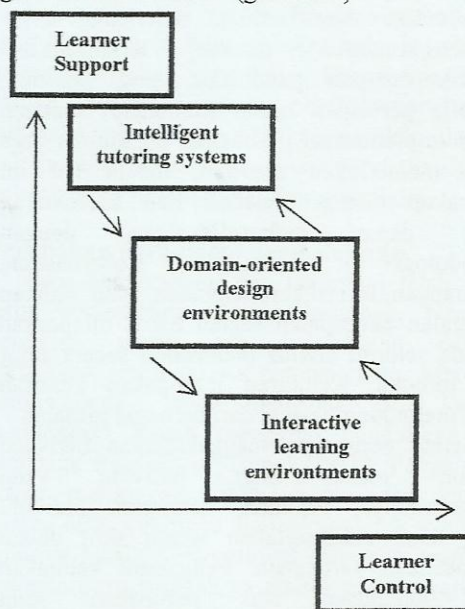 Learner
Support
Intelligent
tutoring systems
Domain-oriented
design
environments
Interactive
learning
environtments
Learner
Control